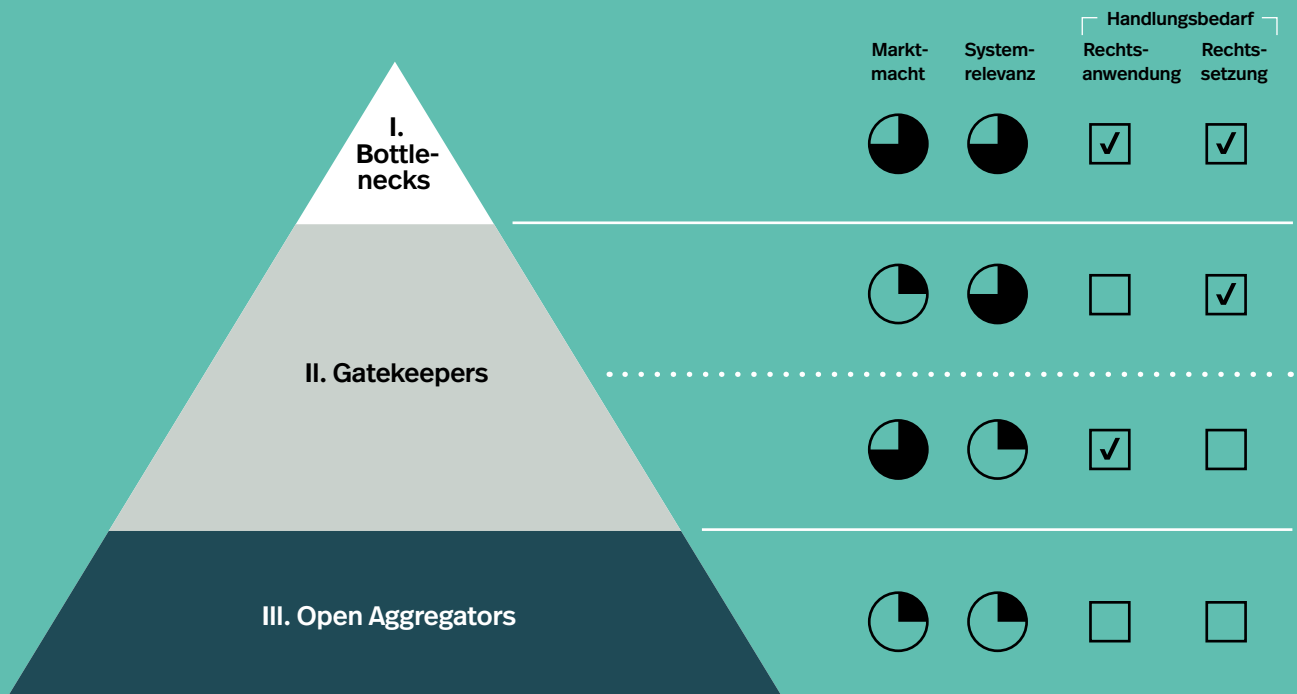 Handlungsbedarf
Markt-
macht
System-
relevanz
Rechts-
anwendung
Rechts-
setzung
I.
Bottle-
necks
II. Gatekeepers
III. Open Aggregators